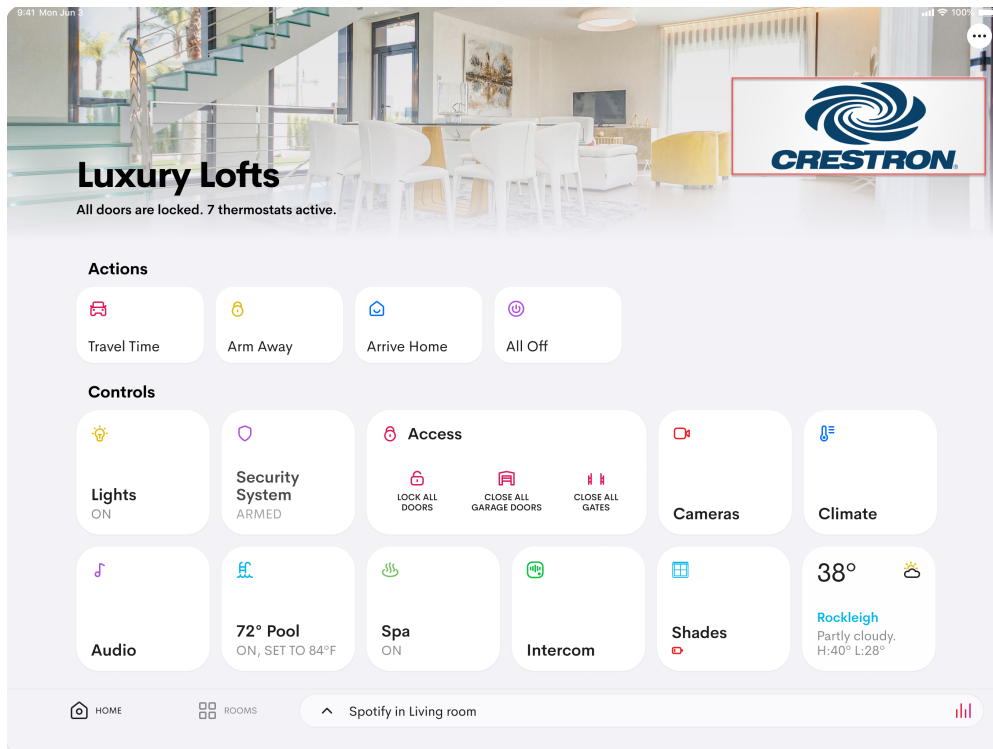 9:41 Mon Jun 3
100%
CRESTRON
Luxury Lofts
All doors are locked. 7 thermostats active.
Actions
Travel Time
Arm Away
Arrive Home
All Off
Controls
Lights
ON
Security
System
ARMED
Access
LOCK ALL
DOORS
CLOSE ALL
GARAGE DOORS
CLOSE ALL
GATES
Cameras
Climate
Audio
72° Pool
ON, SET TO 84°F
Spa
ON
Intercom
Shades
38°
Rockleigh
Partly cloudy.
H:40° L:28°
HOME
ROOMS
Spotify in Living room